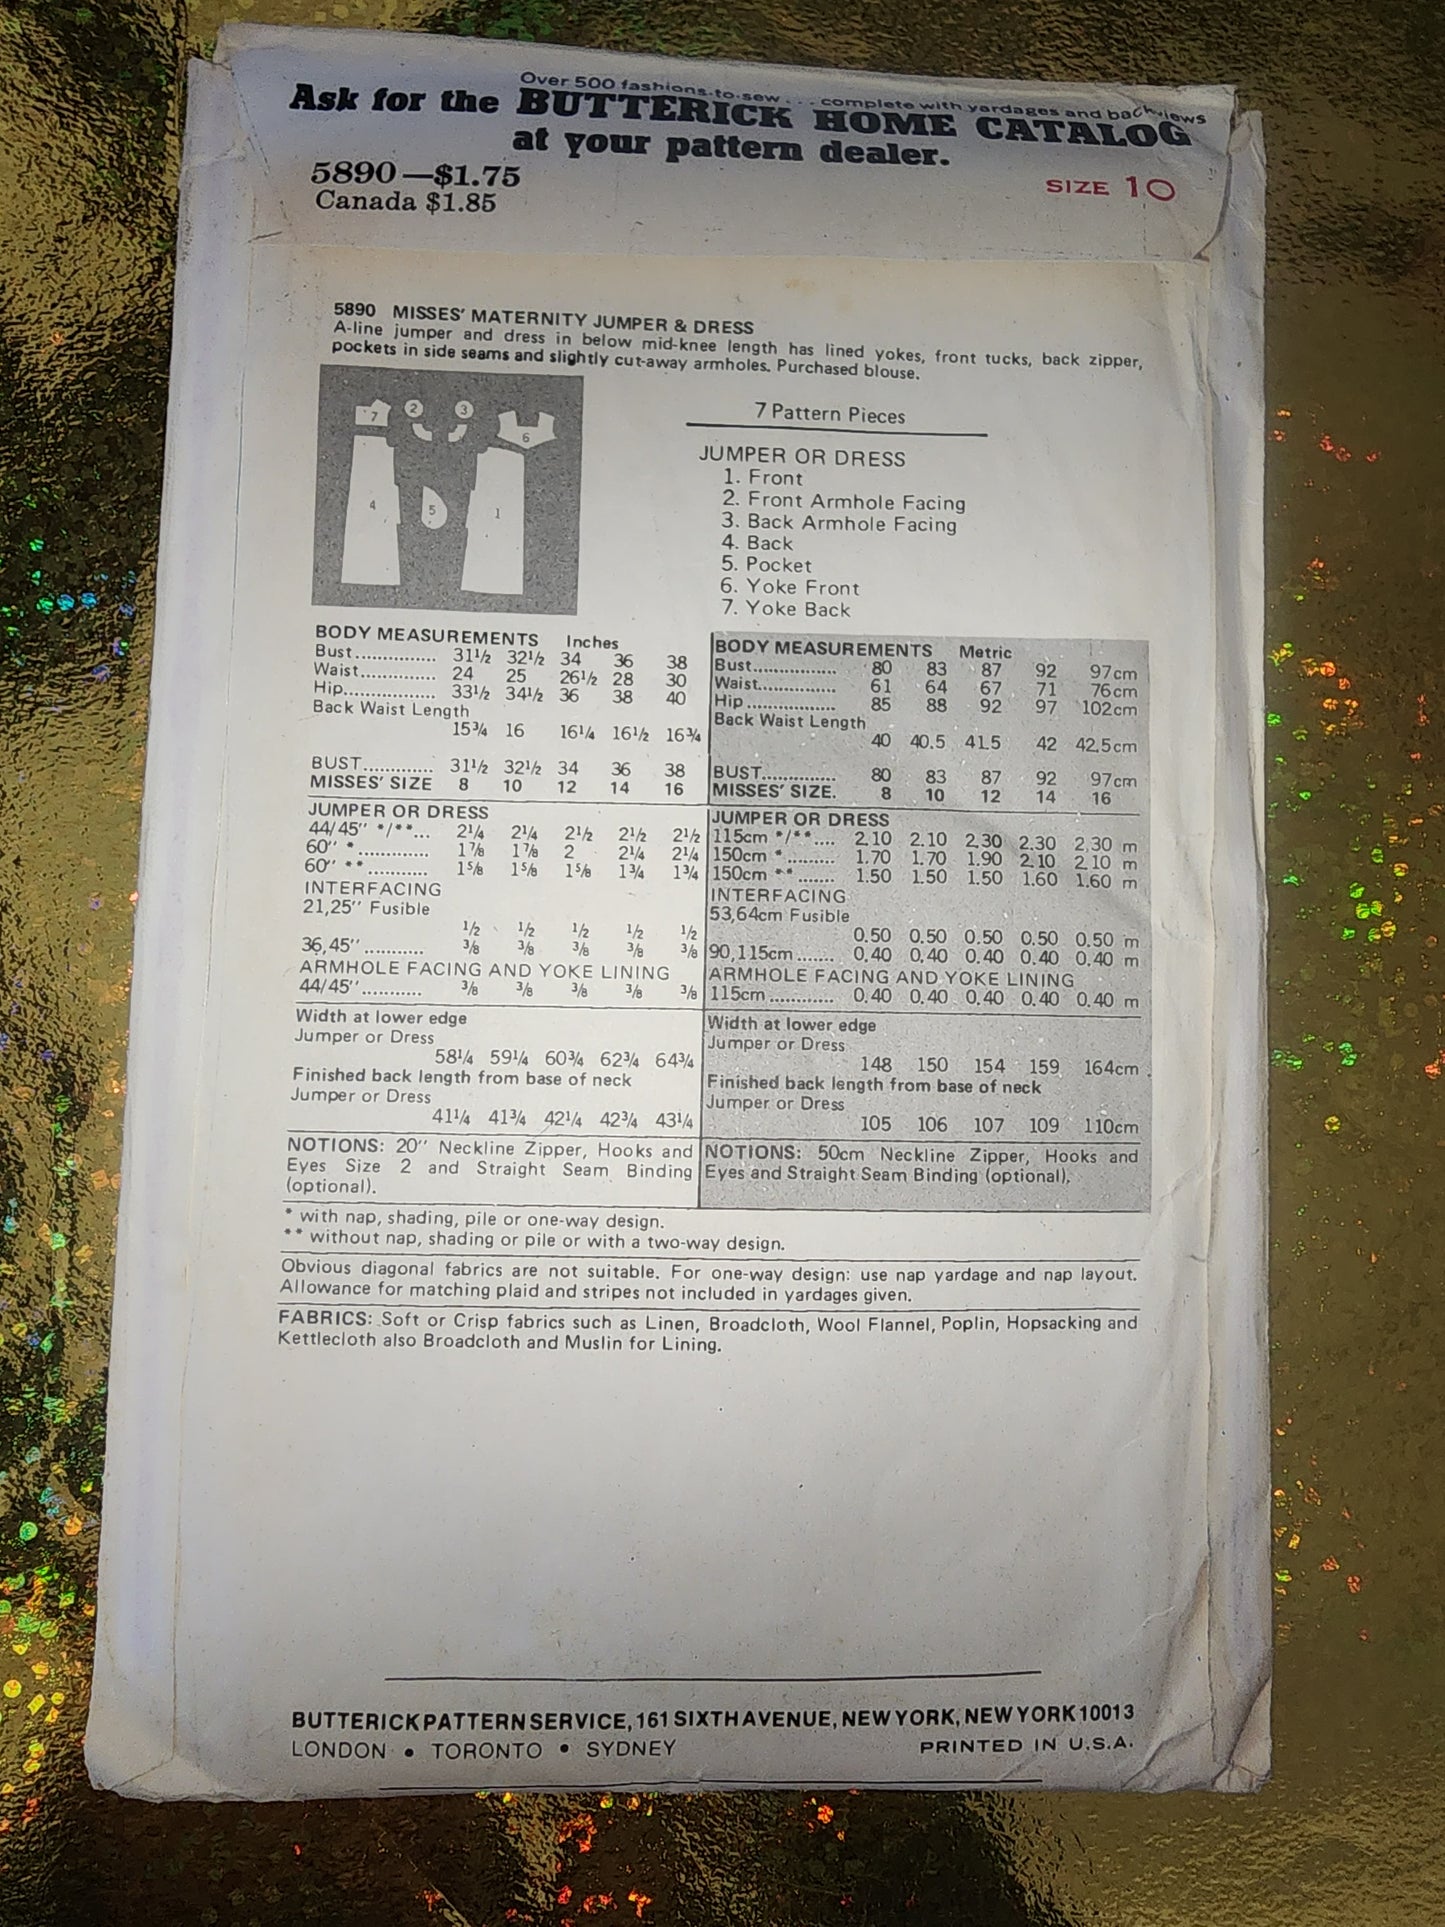 Over 500 fashions-to-sew . . . complete with yardages and back views
Ask for the BUTTERICK HOME CATALOG
at your pattern dealer.
5890—$1.75
Canada $1.85
SIZE 10
5890 MISSES' MATERNITY JUMPER & DRESS
A-line jumper and dress in below mid-knee length has lined yokes, front tucks, back zipper,
pockets in side seams and slightly cut-away armholes. Purchased blouse.
7 2 3 6
4 5 1
7 Pattern Pieces
JUMPER OR DRESS
1. Front
2. Front Armhole Facing
3. Back Armhole Facing
4. Back
5. Pocket
6. Yoke Front
7. Yoke Back
BODY MEASUREMENTS Inches
Bust............... 31½ 32½ 34 36 38
Waist.............. 24 25 26½ 28 30
Hip................. 33½ 34½ 36 38 40
Back Waist Length
15¾ 16 16¼ 16½ 16¾
BUST............. 31½ 32½ 34 36 38
MISSES' SIZE 8 10 12 14 16
JUMPER OR DRESS
44/45'' */**... 2¼ 2¼ 2½ 2½ 2½
60'' *............. 1⅞ 1⅞ 2 2¼ 2¼
60'' **........... 1⅝ 1⅝ 1⅝ 1¾ 1¾
INTERFACING
21,25'' Fusible
½ ½ ½ ½ ½
36,45''........... ⅜ ⅜ ⅜ ⅜ ⅜
ARMHOLE FACING AND YOKE LINING
44/45''........... ⅜ ⅜ ⅜ ⅜ ⅜
Width at lower edge
Jumper or Dress
58¼ 59¼ 60¾ 62¾ 64¾
Finished back length from base of neck
Jumper or Dress
41¼ 41¾ 42¼ 42¾ 43¼
NOTIONS: 20'' Neckline Zipper, Hooks and
Eyes Size 2 and Straight Seam Binding
(optional).
BODY MEASUREMENTS Metric
Bust................ 80 83 87 92 97cm
Waist............... 61 64 67 71 76cm
Hip ................. 85 88 92 97 102cm
Back Waist Length
40 40.5 41.5 42 42.5cm
BUST.............. 80 83 87 92 97cm
MISSES' SIZE. 8 10 12 14 16
JUMPER OR DRESS
115cm */**.... 2.10 2.10 2.30 2.30 2.30 m
150cm *......... 1.70 1.70 1.90 2.10 2.10 m
150cm **....... 1.50 1.50 1.50 1.60 1.60 m
INTERFACING
53,64cm Fusible
0.50 0.50 0.50 0.50 0.50 m
90,115cm....... 0.40 0.40 0.40 0.40 0.40 m
ARMHOLE FACING AND YOKE LINING
115cm............ 0.40 0.40 0.40 0.40 0.40 m
Width at lower edge
Jumper or Dress
148 150 154 159 164cm
Finished back length from base of neck
Jumper or Dress
105 106 107 109 110cm
NOTIONS: 50cm Neckline Zipper, Hooks and
Eyes and Straight Seam Binding (optional).
* with nap, shading, pile or one-way design.
** without nap, shading or pile or with a two-way design.
Obvious diagonal fabrics are not suitable. For one-way design: use nap yardage and nap layout.
Allowance for matching plaid and stripes not included in yardages given.
FABRICS: Soft or Crisp fabrics such as Linen, Broadcloth, Wool Flannel, Poplin, Hopsacking and
Kettlecloth also Broadcloth and Muslin for Lining.
BUTTERICK PATTERN SERVICE, 161 SIXTH AVENUE, NEW YORK, NEW YORK 10013
LONDON • TORONTO • SYDNEY PRINTED IN U.S.A.